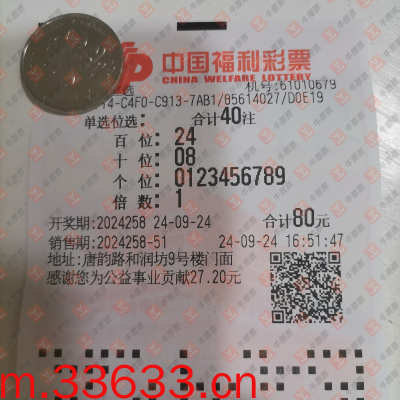 中国福利彩票
CHINA WELFARE LOTTERY
选 机号:61010679
14-C4F0-C913-7AB1/85614027/D0E19
单选位选: 合计40注
百位: 24
十位: 08
个位: 0123456789
倍数: 1
开奖期:2024258 24-09-24 合计80元
销售期:2024258-51 24-09-24 16:51:47
地址:唐韵路和润坊9号楼门面
感谢您为公益事业贡献27.20元
m.33633.cn